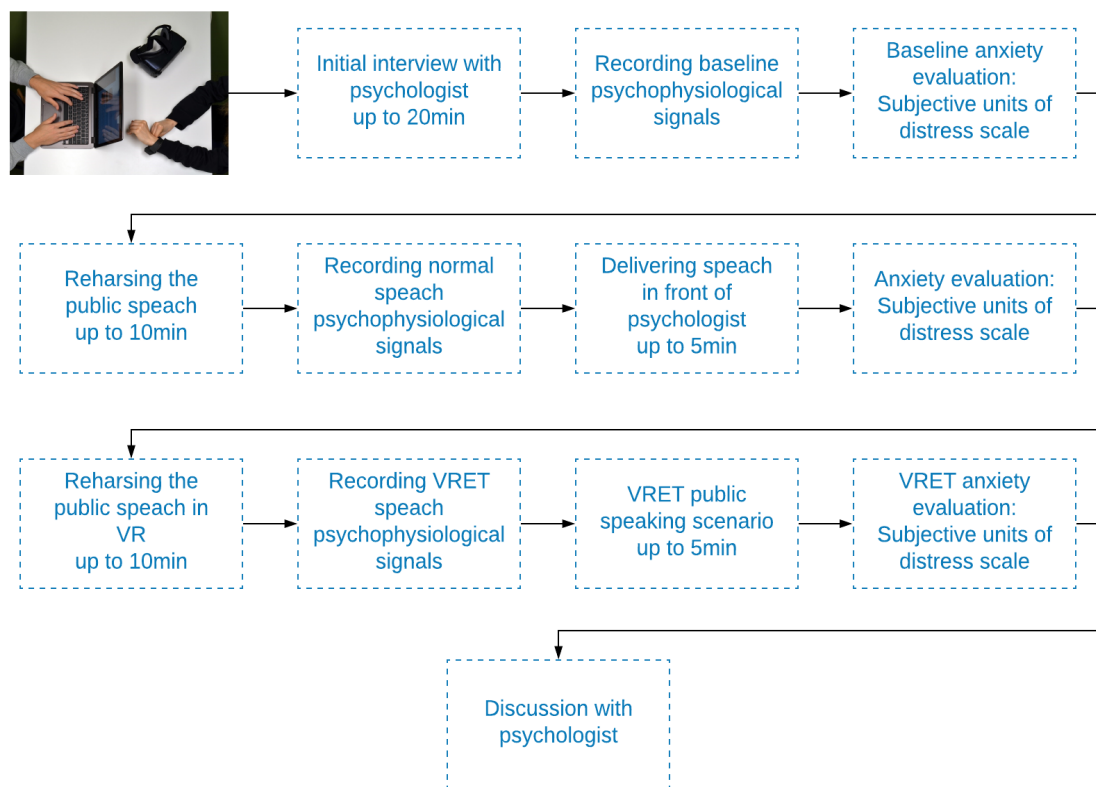 Initial interview with
psychologist
up to 20min
Recording baseline
psychophysiological
signals
Baseline anxiety
evaluation:
Subjective units of
distress scale
Reharsing the
public speach
up to 10min
Recording normal
speach
psychophysiological
signals
Delivering speach
in front of
psychologist
up to 5min
Anxiety evaluation:
Subjective units of
distress scale
Reharsing the
public speach in
VR
up to 10min
Recording VRET
speach
psychophysiological
signals
VRET public
speaking scenario
up to 5min
VRET anxiety
evaluation:
Subjective units of
distress scale
Discussion with
psychologist